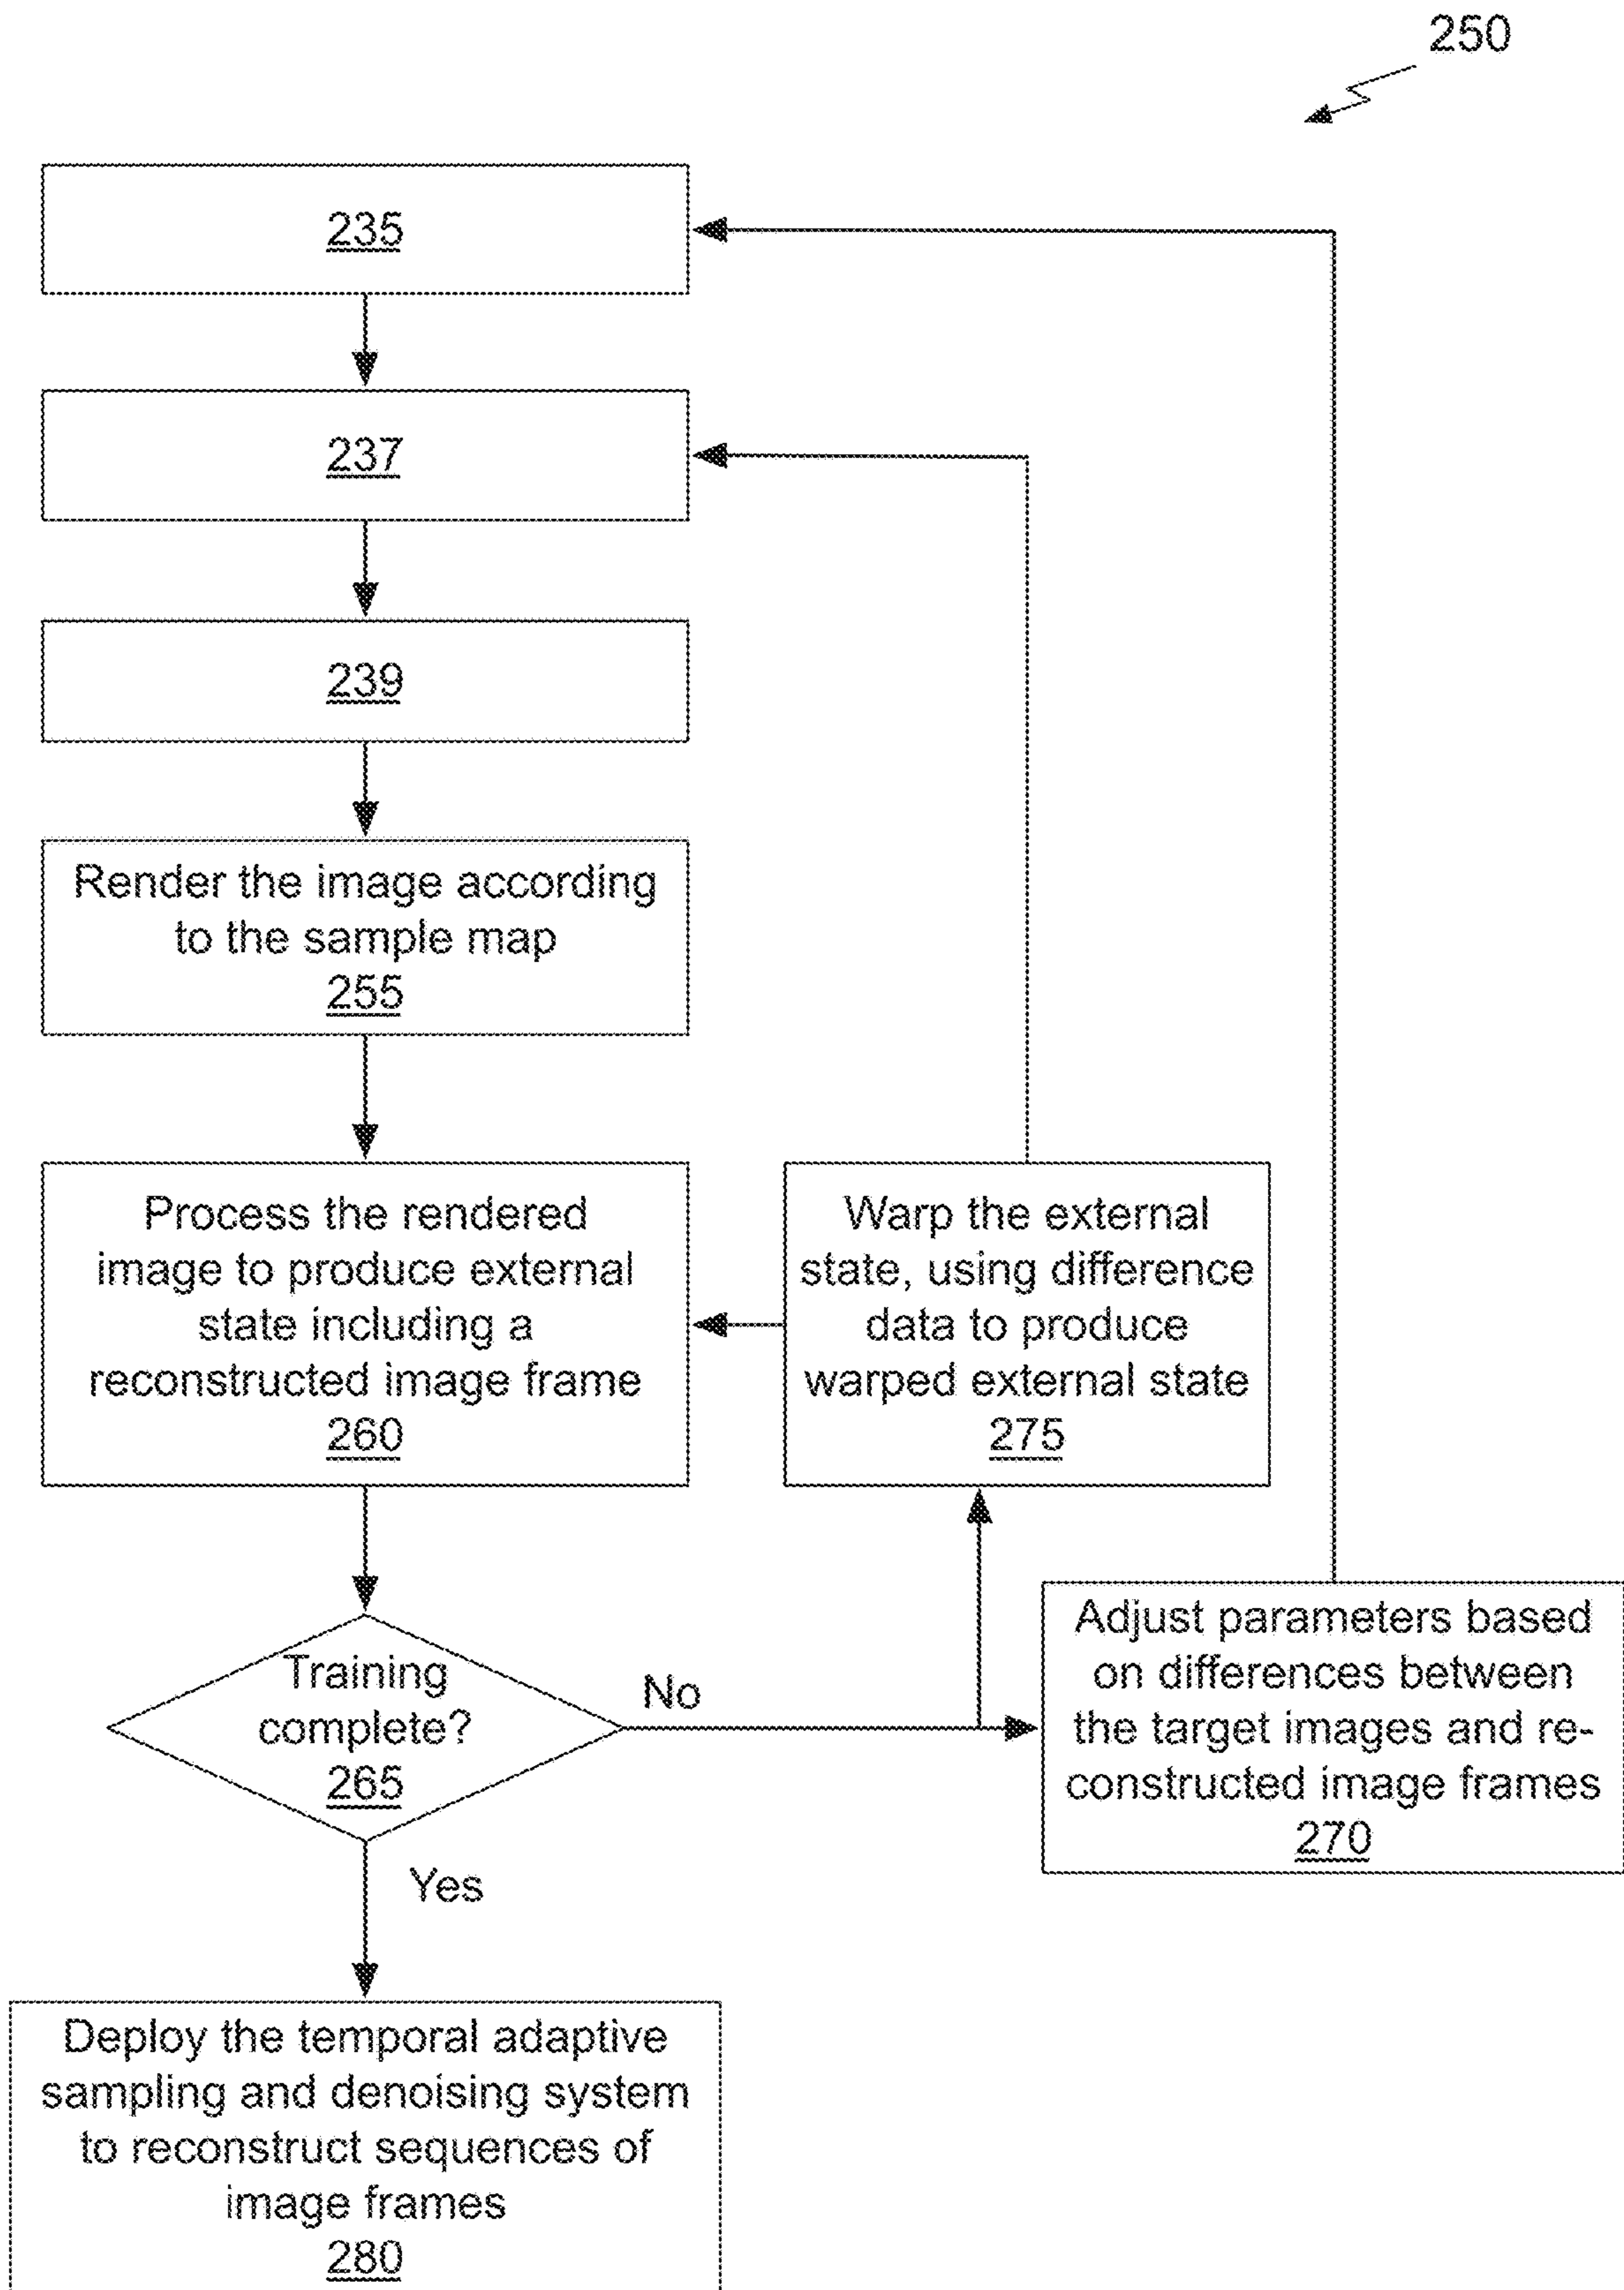 250
235
237
239
Render the image according
to the sample map
255
Process the rendered
image to produce external
state including a
reconstructed image frame
260
Warp the external
state, using difference
data to produce
warped external state
275
Training
complete?
265
No
Yes
Adjust parameters based
on differences between
the target images and re-
constructed image frames
270
Deploy the temporal adaptive
sampling and denoising system
to reconstruct sequences of
image frames
280